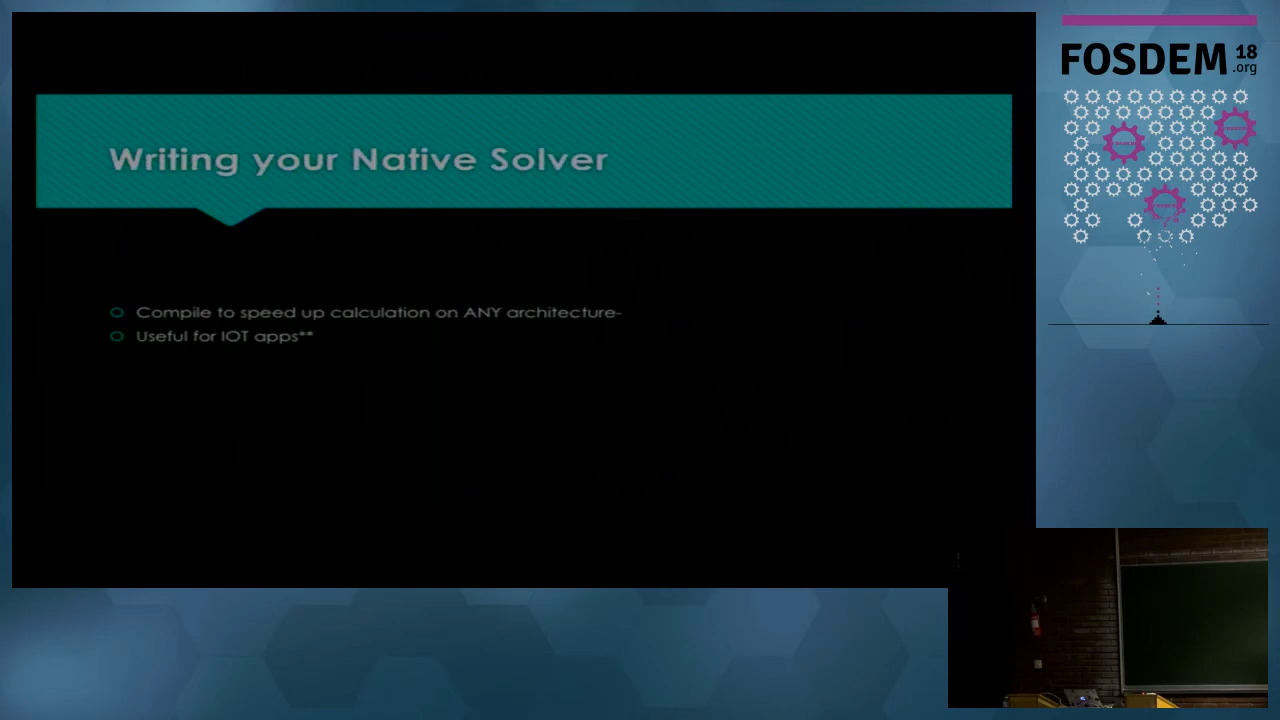 Writing your Native Solver
Compile to speed up calculation on ANY architecture-
Useful for IOT apps**
FOSDEM 18
.org